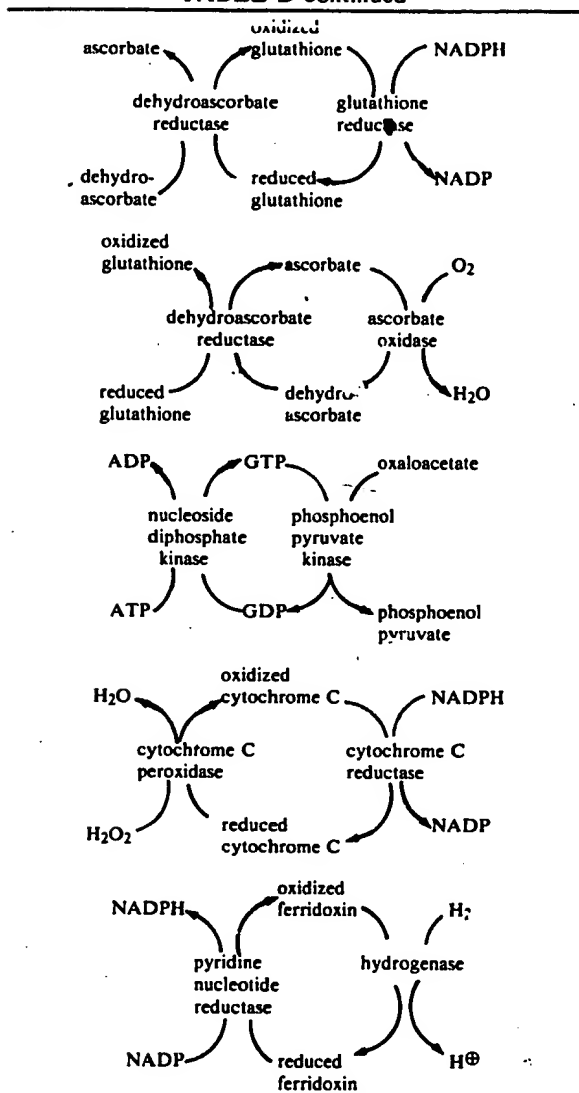 oxidized
ascorbate glutathione NADPH
dehydroascorbate glutathione
reductase reductase
dehydro- reduced NADP
ascorbate glutathione
oxidized
glutathione ascorbate O₂
dehydroascorbate ascorbate
reductase oxidase
reduced dehydro- H₂O
glutathione ascorbate
ADP GTP oxaloacetate
nucleoside phosphoenol
diphosphate pyruvate
kinase kinase
ATP GDP phosphoenol
pyruvate
oxidized
H₂O cytochrome C NADPH
cytochrome C cytochrome C
peroxidase reductase
H₂O₂ reduced NADP
cytochrome C
oxidized
NADPH ferridoxin H₂
pyridine hydrogenase
nucleotide
reductase
NADP reduced H⊕
ferridoxin